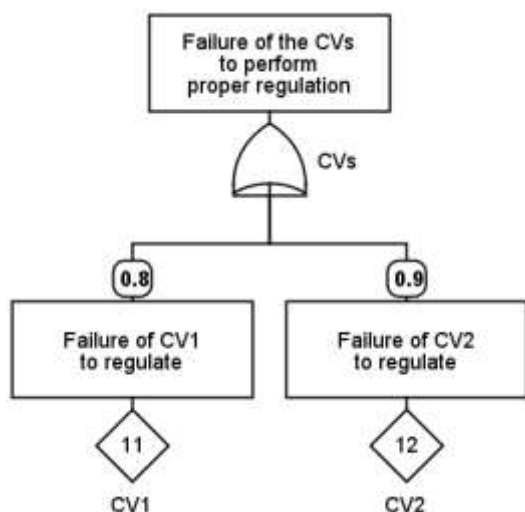 Failure of the CVs
to perform
proper regulation
CVs
0.8
0.9
Failure of CV1
to regulate
Failure of CV2
to regulate
11
12
CV1
CV2